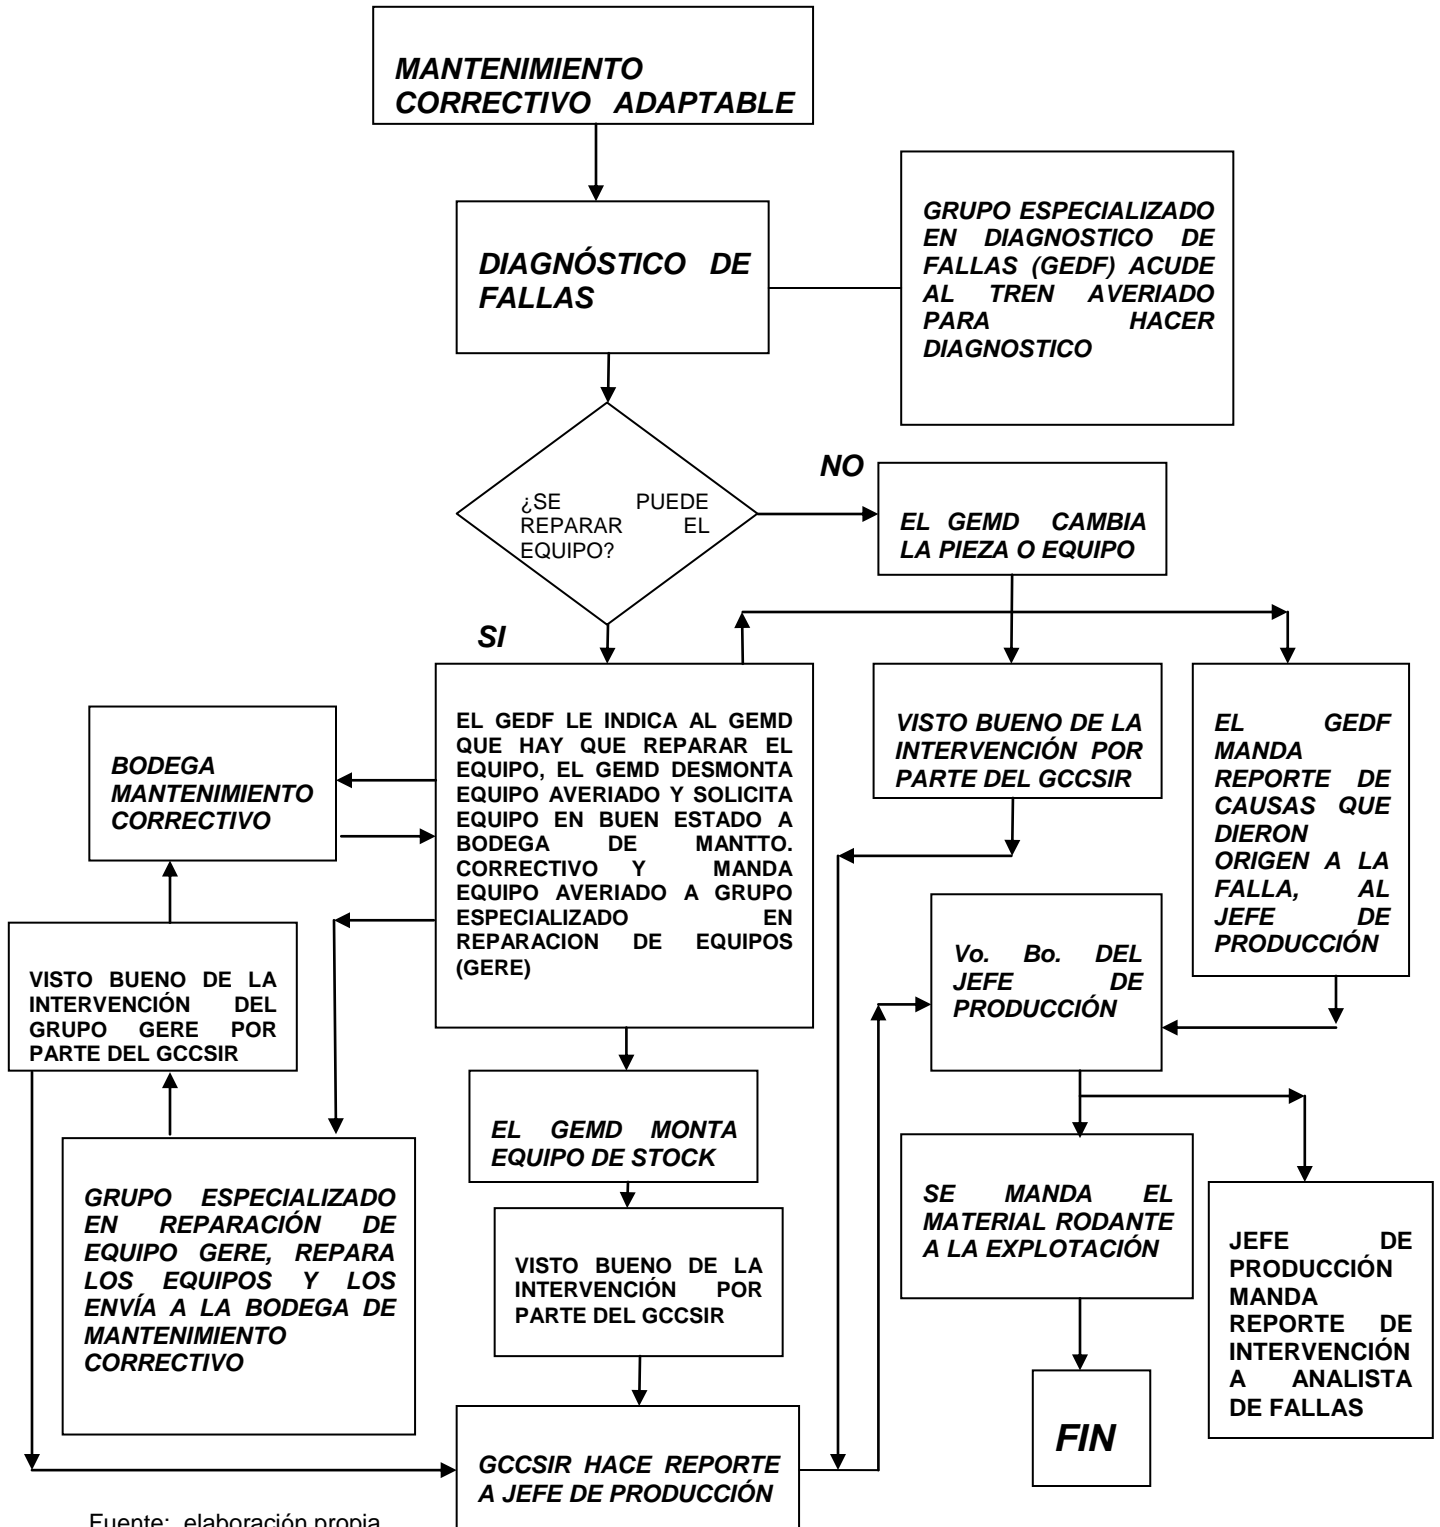 MANTENIMIENTO
CORRECTIVO ADAPTABLE
DIAGNÓSTICO DE
FALLAS
GRUPO ESPECIALIZADO
EN DIAGNOSTICO DE
FALLAS (GEDF) ACUDE
AL TREN AVERIADO
PARA HACER
DIAGNOSTICO
¿SE PUEDE
REPARAR EL
EQUIPO?
NO
EL GEMD CAMBIA
LA PIEZA O EQUIPO
SI
EL GEDF LE INDICA AL GEMD
QUE HAY QUE REPARAR EL
EQUIPO, EL GEMD DESMONTA
EQUIPO AVERIADO Y SOLICITA
EQUIPO EN BUEN ESTADO A
BODEGA DE MANTTO.
CORRECTIVO Y MANDA
EQUIPO AVERIADO A GRUPO
ESPECIALIZADO EN
REPARACION DE EQUIPOS
(GERE)
BODEGA
MANTENIMIENTO
CORRECTIVO
VISTO BUENO DE LA
INTERVENCIÓN POR
PARTE DEL GCCSIR
EL GEDF
MANDA
REPORTE DE
CAUSAS QUE
DIERON
ORIGEN A LA
FALLA, AL
JEFE DE
PRODUCCIÓN
VISTO BUENO DE LA
INTERVENCIÓN DEL
GRUPO GERE POR
PARTE DEL GCCSIR
Vo. Bo. DEL
JEFE DE
PRODUCCIÓN
EL GEMD MONTA
EQUIPO DE STOCK
GRUPO ESPECIALIZADO
EN REPARACIÓN DE
EQUIPO GERE, REPARA
LOS EQUIPOS Y LOS
ENVÍA A LA BODEGA DE
MANTENIMIENTO
CORRECTIVO
SE MANDA EL
MATERIAL RODANTE
A LA EXPLOTACIÓN
VISTO BUENO DE LA
INTERVENCIÓN POR
PARTE DEL GCCSIR
JEFE DE
PRODUCCIÓN
MANDA
REPORTE DE
INTERVENCIÓN
A ANALISTA
DE FALLAS
FIN
GCCSIR HACE REPORTE
A JEFE DE PRODUCCIÓN
Fuente: elaboración propia